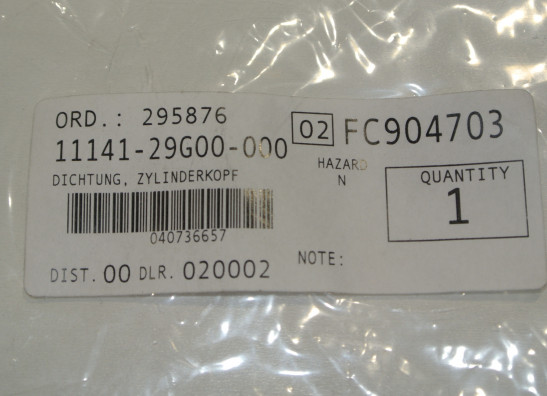 ORD.: 295876
02 FC904703
11141-29G00-000
HAZARD
N
DICHTUNG, ZYLINDERKOPF
QUANTITY
1
040736657
NOTE:
DIST. 00 DLR. 020002